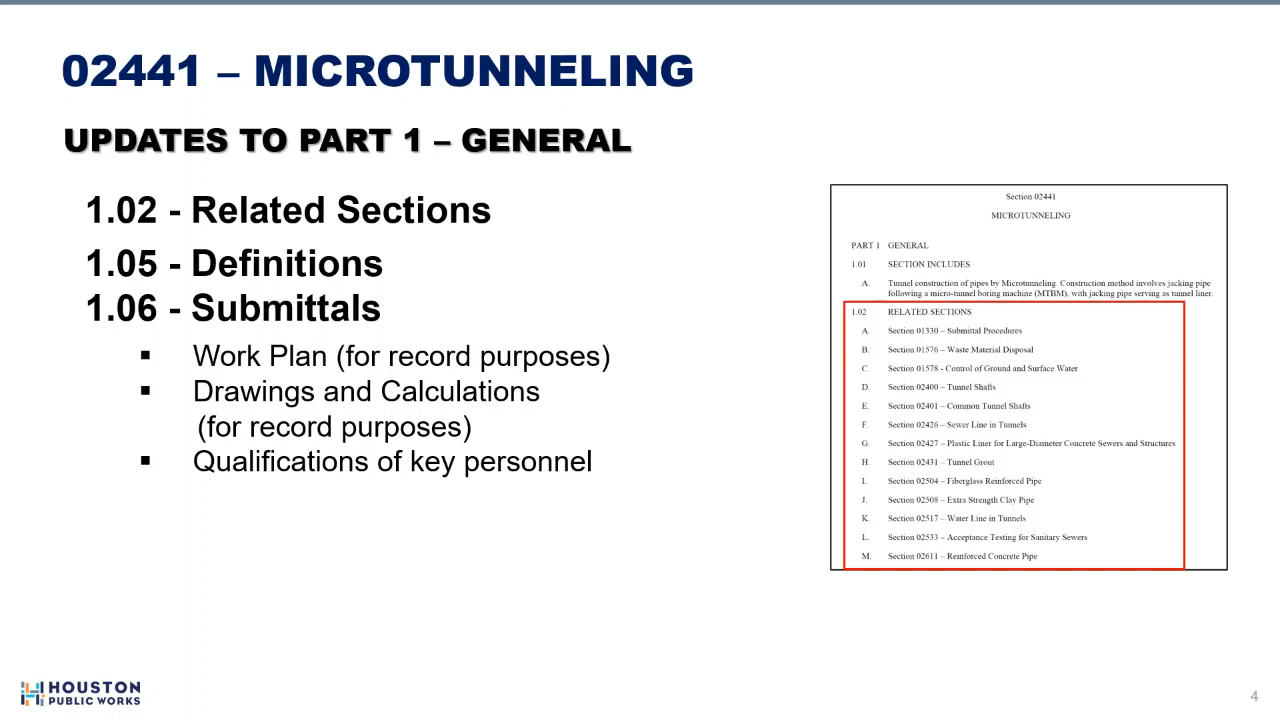 02441 – MICROTUNNELING
UPDATES TO PART 1 – GENERAL
1.02 - Related Sections
1.05 - Definitions
1.06 - Submittals
▪ Work Plan (for record purposes)
▪ Drawings and Calculations
(for record purposes)
▪ Qualifications of key personnel
Section 02441
MICROTUNNELING
PART 1 GENERAL
1.01 SECTION INCLUDES
A. Tunnel construction of pipes by Microtunneling. Construction method involves jacking pipe
following a micro-tunnel boring machine (MTBM), with jacking pipe serving as tunnel liner.
1.02 RELATED SECTIONS
A. Section 01330 – Submittal Procedures
B. Section 01576 – Waste Material Disposal
C. Section 01578 - Control of Ground and Surface Water
D. Section 02400 – Tunnel Shafts
E. Section 02401 – Common Tunnel Shafts
F. Section 02426 – Sewer Line in Tunnels
G. Section 02427 – Plastic Liner for Large-Diameter Concrete Sewers and Structures
H. Section 02431 – Tunnel Grout
I. Section 02504 – Fiberglass Reinforced Pipe
J. Section 02508 – Extra Strength Clay Pipe
K. Section 02517 – Water Line in Tunnels
L. Section 02533 – Acceptance Testing for Sanitary Sewers
M. Section 02611 – Reinforced Concrete Pipe
HOUSTON
PUBLIC WORKS
4